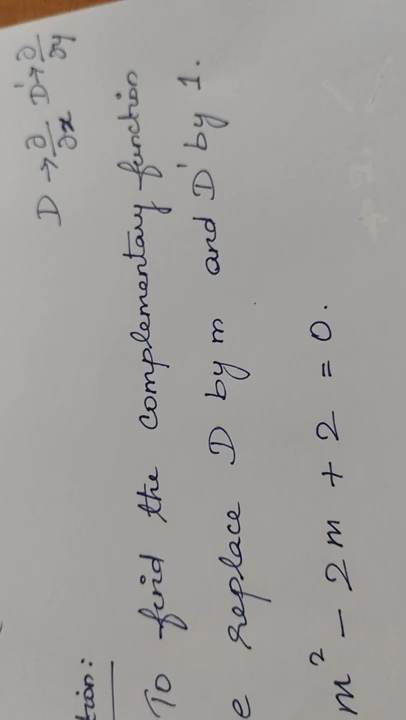 D → ∂/∂x D' → ∂/∂y
tion:
To find the complementary function
e replace D by m and D' by 1.
m² - 2m + 2 = 0.